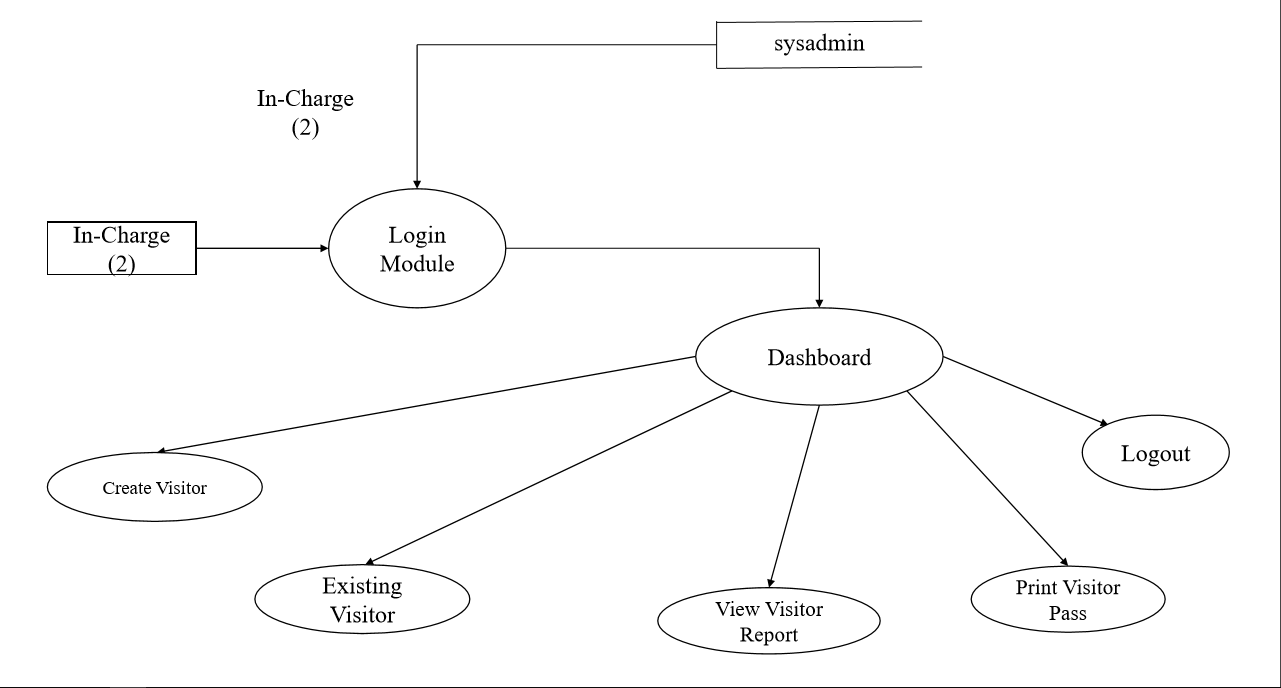 sysadmin
In-Charge
(2)
In-Charge
(2)
Login
Module
Dashboard
Logout
Create Visitor
Existing
Visitor
View Visitor
Report
Print Visitor
Pass